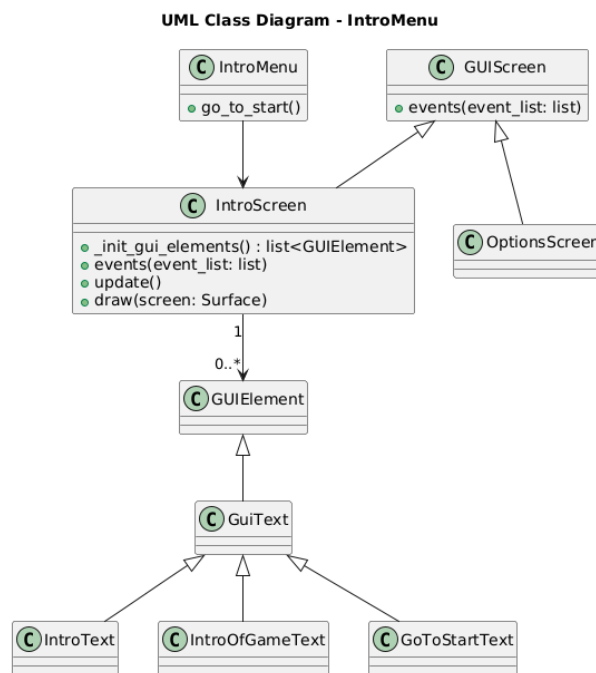 UML Class Diagram - IntroMenu
C IntroMenu
go_to_start()
C GUIScreen
events(event_list: list)
C IntroScreen
_init_gui_elements() : list<GUIElement>
events(event_list: list)
update()
draw(screen: Surface)
C OptionsScreen
1
0..*
C GUIElement
C GuiText
C IntroText
C IntroOfGameText
C GoToStartText